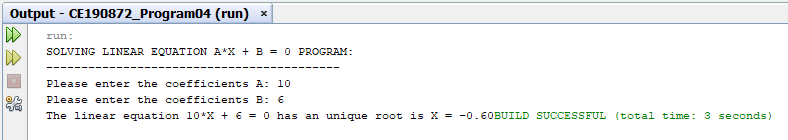 Output - CE190872_Program04 (run) ×
run:
SOLVING LINEAR EQUATION A*X + B = 0 PROGRAM:
------------------------------------------
Please enter the coefficients A: 10
Please enter the coefficients B: 6
The linear equation 10*X + 6 = 0 has an unique root is X = -0.60BUILD SUCCESSFUL (total time: 3 seconds)